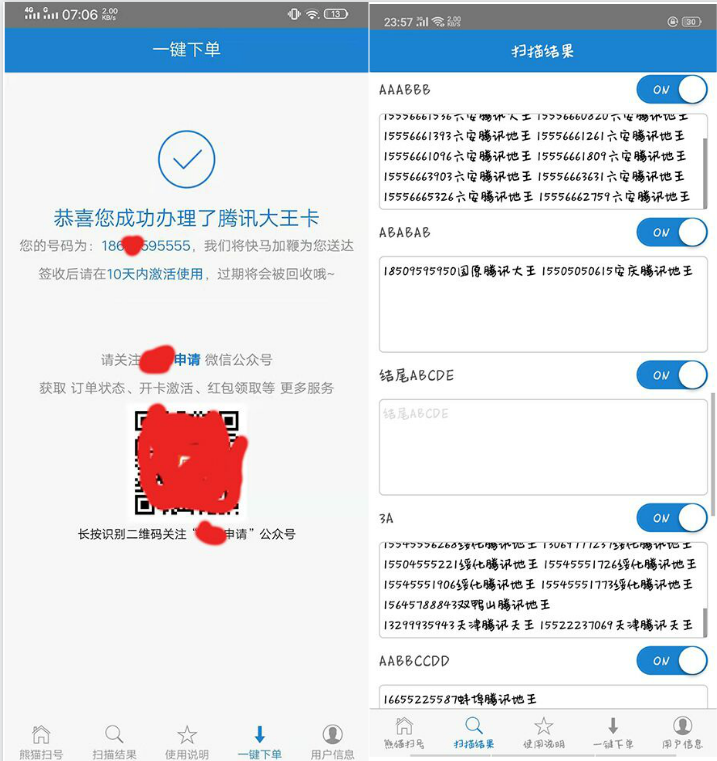 4G G 07:06 2.00 KB/s 13
一键下单
恭喜您成功办理了腾讯大王卡
您的号码为：186 595555，我们将快马加鞭为您送达
签收后请在10天内激活使用，过期将会被回收哦~
请关注 申请 微信公众号
获取 订单状态、开卡激活、红包领取等 更多服务
长按识别二维码关注“ 申请”公众号
熊猫扫号 扫描结果 使用说明 一键下单 用户信息
23:57 2.00 KB/s 30
扫描结果
AAABBB ON
15556661536六安腾讯大王 15556660820六安腾讯地王
15556661393六安腾讯地王 15556661261六安腾讯地王
15556661096六安腾讯地王 15556661809六安腾讯地王
15556663903六安腾讯地王 15556663631六安腾讯地王
15556665326六安腾讯地王 15556662759六安腾讯地王
ABABAB ON
18509595950固原腾讯大王 15505050615安庆腾讯地王
结尾ABCDE ON
结尾ABCDE
3A ON
15545556268绥化腾讯地王 13069777237绥化腾讯地王
15504555221绥化腾讯地王 15545551726绥化腾讯地王
15545551906绥化腾讯地王 15545551773绥化腾讯地王
15645788843双鸭山腾讯地王
13299935943天津腾讯天王 15522237069天津腾讯天王
AABBCCDD ON
16655225587蚌埠腾讯地王
熊猫扫号 扫描结果 使用说明 一键下单 用户信息